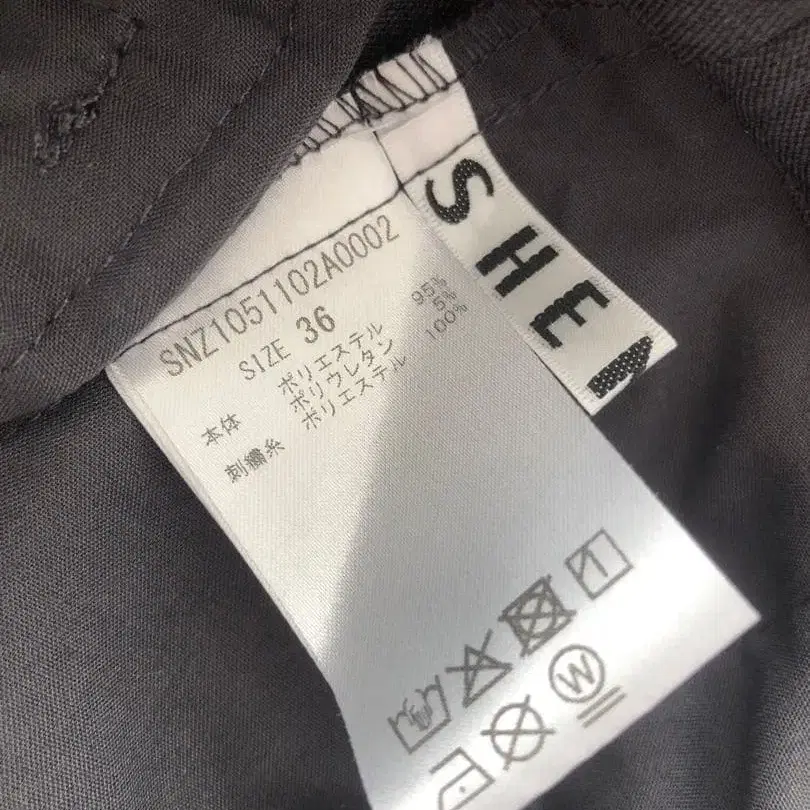 SHE
SNZ1051102A0002
SIZE 36
本体 ポリエステル 95%
ポリウレタン 5%
刺繍糸 ポリエステル 100%
W